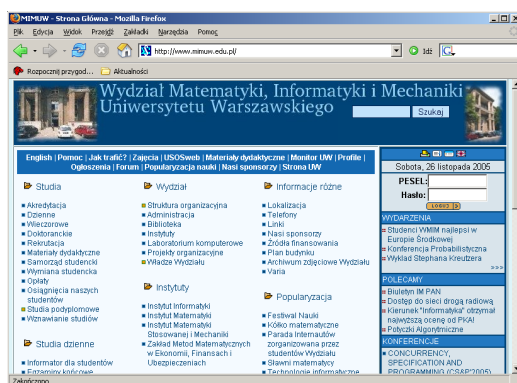 MIMUW - Strona Główna - Mozilla Firefox
Plik Edycja Widok Przejdź Zakładki Narzędzia Pomoc
http://www.mimuw.edu.pl/ Idź
Rozpocznij przygod... Aktualności
Wydział Matematyki, Informatyki i Mechaniki
Uniwersytetu Warszawskiego
Szukaj
English | Pomoc | Jak trafić? | Zajęcia | USOSweb | Materiały dydaktyczne | Monitor UW | Profile |
Ogłoszenia | Forum | Popularyzacja nauki | Nasi sponsorzy | Strona UW
Studia
Akredytacja
Dzienne
Wieczorowe
Doktoranckie
Rekrutacja
Materiały dydaktyczne
Samorząd studencki
Wymiana studencka
Opłaty
Osiągnięcia naszych
studentów
Studia podyplomowe
Wznawianie studiów
Studia dzienne
Informator dla studentów
Egzaminy końcowe
Wydział
Struktura organizacyjna
Administracja
Biblioteka
Instytuty
Laboratorium komputerowe
Projekty organizacyjne
Władze Wydziału
Instytuty
Instytut Informatyki
Instytut Matematyki
Instytut Matematyki
Stosowanej i Mechaniki
Zakład Metod Matematycznych
w Ekonomii, Finansach i
Ubezpieczeniach
Informacje różne
Lokalizacja
Telefony
Linki
Nasi sponsorzy
Źródła finansowania
Plan budynku
Archiwum zdjęciowe Wydziału
Varia
Popularyzacja
Festiwal Nauki
Kółko matematyczne
Parada Internautów
zorganizowana przez
studentów Wydziału
Sławni matematycy
Technologie informatyczne
Sobota, 26 listopada 2005
PESEL:
Hasło:
LOGUJ
WYDARZENIA
Studenci WMIM najlepsi w
Europie Środkowej
Konferencja Probabilistyczna
Wykład Stephana Kreutzera
>>>
POLECAMY
Biuletyn IM PAN
Dostęp do sieci drogą radiową
Kierunek "Informatyka" otrzymał
najwyższą ocenę od PKA!
Potyczki Algorytmiczne
KONFERENCJE
CONCURRENCY,
SPECIFICATION AND
PROGRAMMING (CS&P'2005)
Zakończono